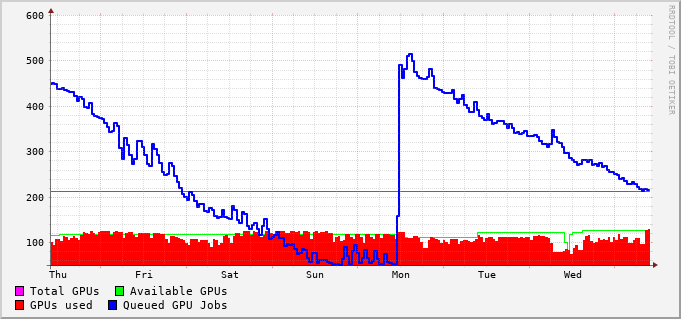 600
500
400
300
200
100
Thu Fri Sat Sun Mon Tue Wed
Total GPUs Available GPUs
GPUs used Queued GPU Jobs
RRDTOOL / TOBI OETIKER